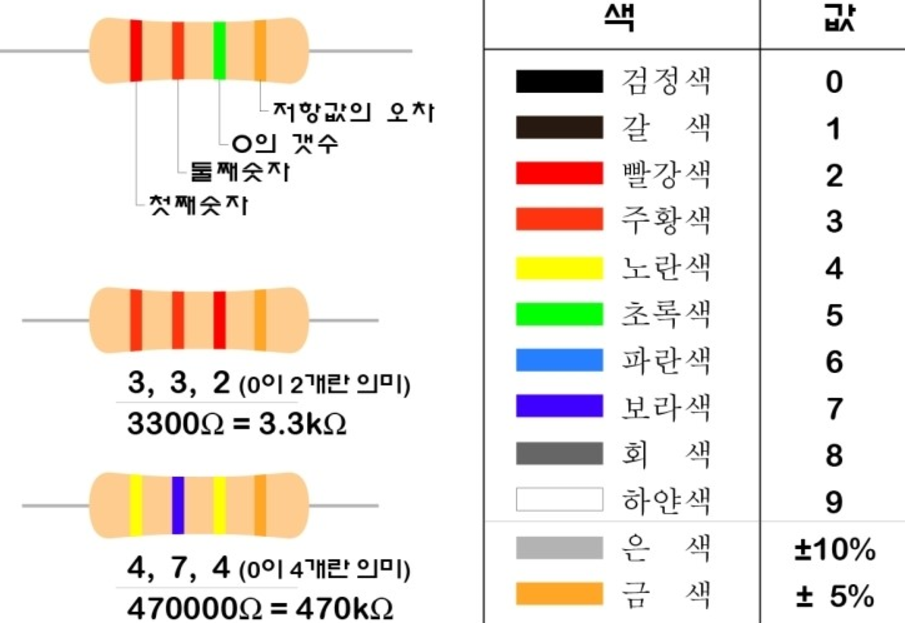 저항값의 오차
0의 갯수
둘째숫자
첫째숫자
3, 3, 2 (0이 2개란 의미)
3300Ω = 3.3kΩ
4, 7, 4 (0이 4개란 의미)
470000Ω = 470kΩ
색 값
검정색 0
갈 색 1
빨강색 2
주황색 3
노란색 4
초록색 5
파란색 6
보라색 7
회 색 8
하얀색 9
은 색 ±10%
금 색 ± 5%